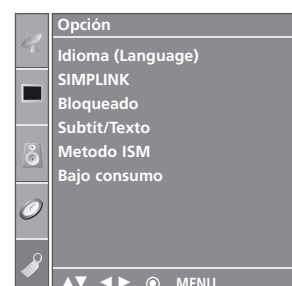 Opción
Idioma (Language)
SIMPLINK
Bloqueado
Subtít/Texto
Metodo ISM
Bajo consumo
▲▼ ◄► ⊙ MENU